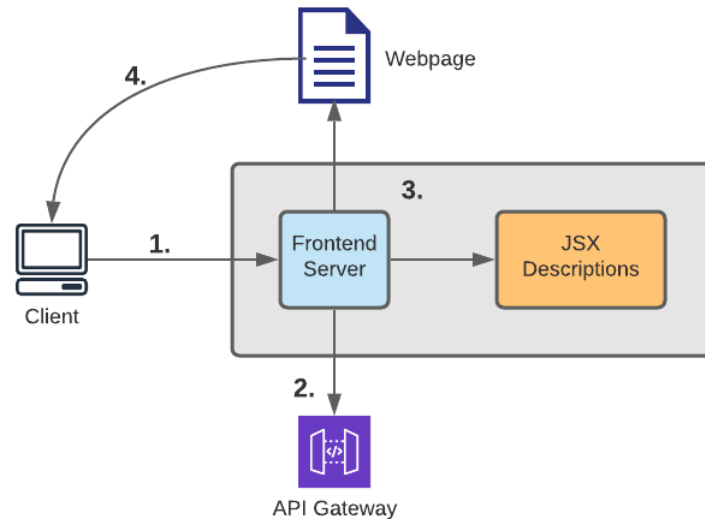 Webpage
4.
3.
1.
Frontend
Server
JSX
Descriptions
Client
2.
</>
API Gateway